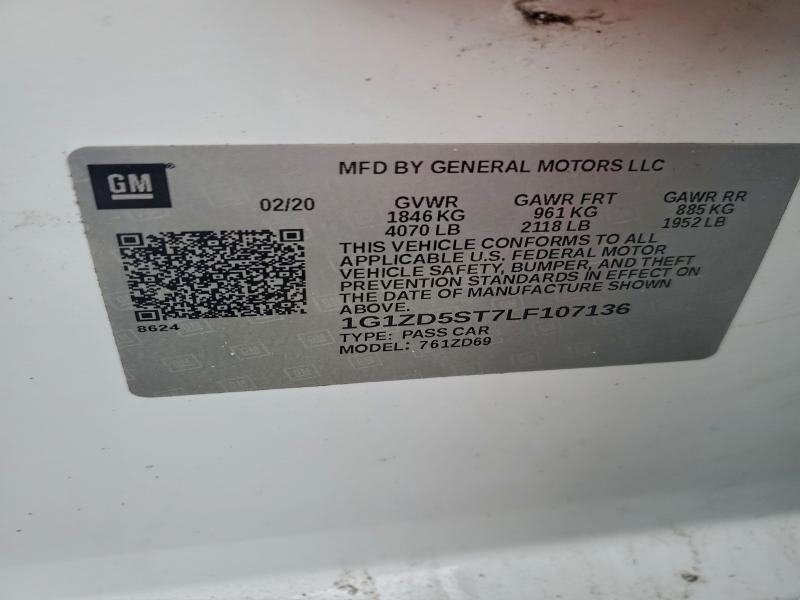 GM
MFD BY GENERAL MOTORS LLC
02/20
GVWR GAWR FRT GAWR RR
1846 KG 961 KG 885 KG
4070 LB 2118 LB 1952 LB
THIS VEHICLE CONFORMS TO ALL
APPLICABLE U.S. FEDERAL MOTOR
VEHICLE SAFETY, BUMPER, AND THEFT
PREVENTION STANDARDS IN EFFECT ON
THE DATE OF MANUFACTURE SHOWN
ABOVE.
8624
1G1ZD5ST7LF107136
TYPE: PASS CAR
MODEL: 761ZD69